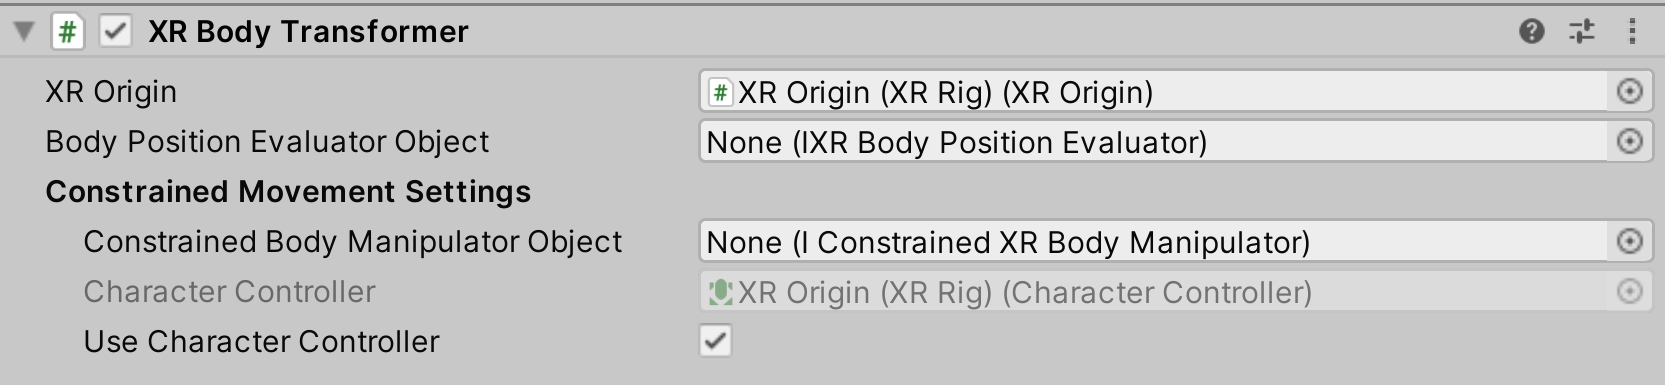 XR Body Transformer
XR Origin
XR Origin (XR Rig) (XR Origin)
Body Position Evaluator Object
None (IXR Body Position Evaluator)
Constrained Movement Settings
Constrained Body Manipulator Object
None (I Constrained XR Body Manipulator)
Character Controller
XR Origin (XR Rig) (Character Controller)
Use Character Controller